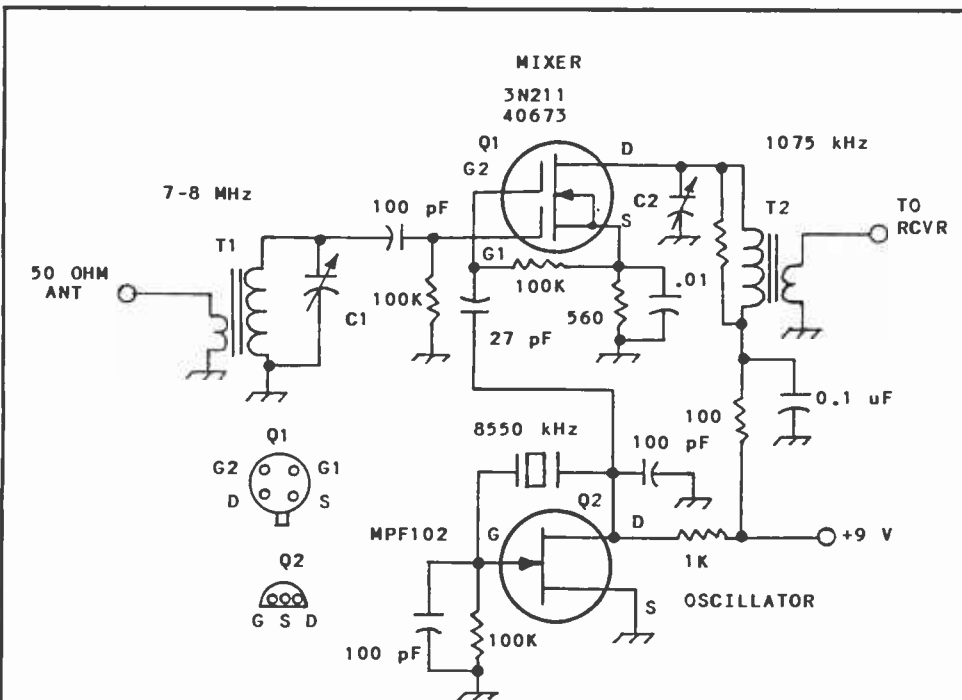 MIXER
3N211
40673
Q1
D
1075 kHz
G2
7-8 MHz
100 pF
C2
S
T2
TO
RCVR
T1
G1
50 OHM
ANT
100K
.01
C1
100K
560
27 pF
0.1 uF
100
8550 kHz
100
pF
Q1
G2
G1
D
S
Q2
D
MPF102
G
+9 V
1K
Q2
S
OSCILLATOR
G S D
100K
100 pF